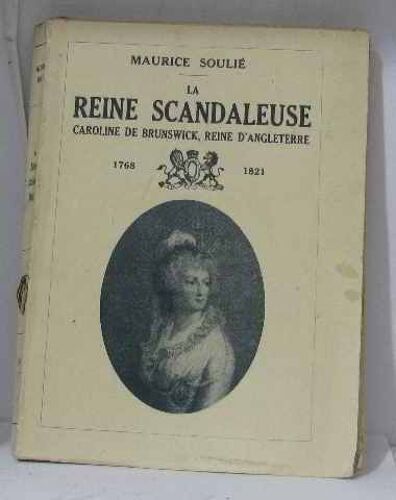 MAURICE SOULIÉ
LA
REINE SCANDALEUSE
CAROLINE DE BRUNSWICK, REINE D'ANGLETERRE
1768 1821